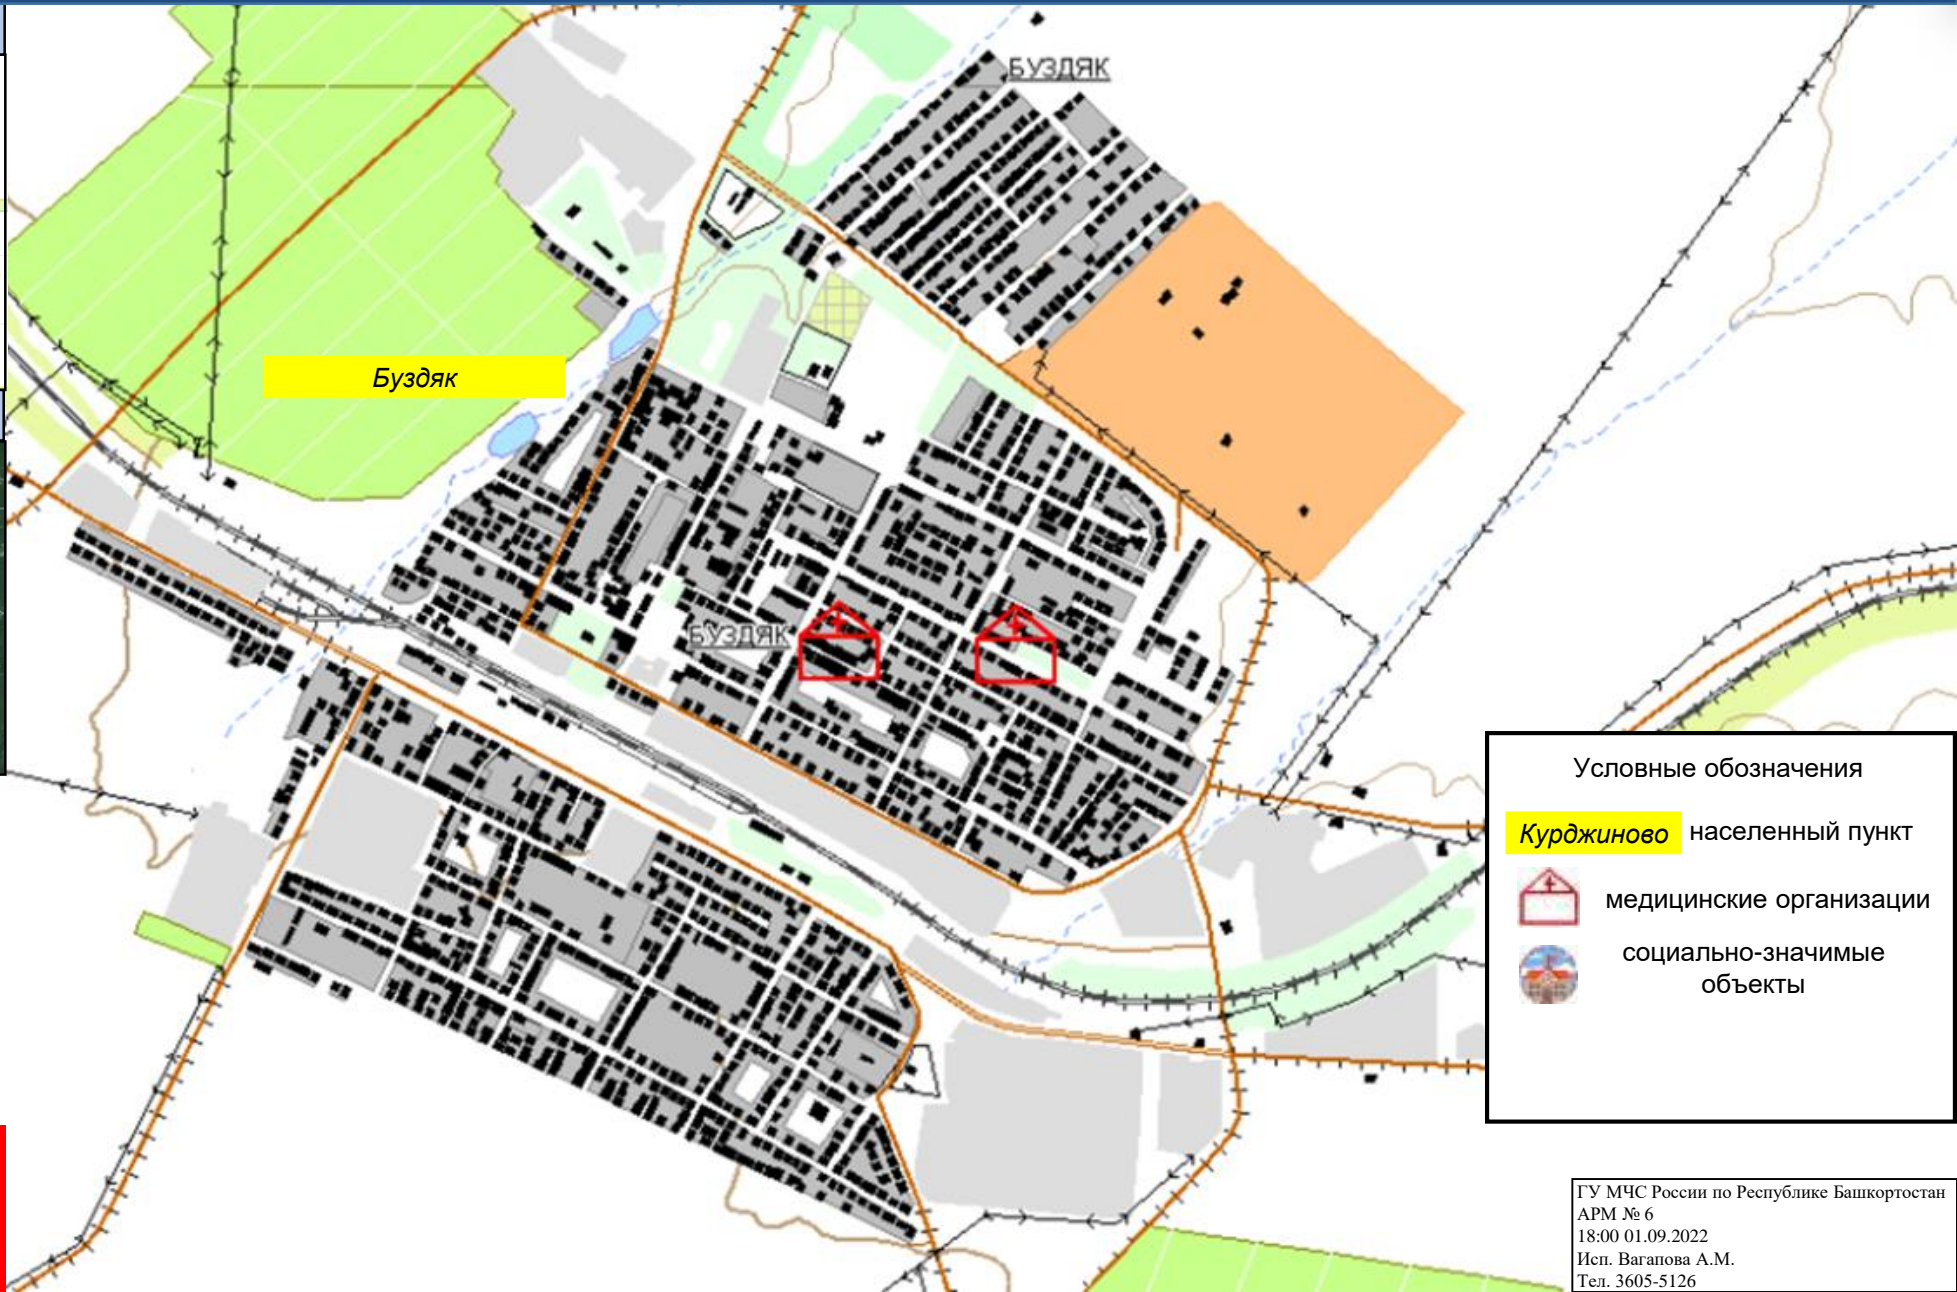 БУЗДЯК
Буздяк
БУЗДЯК
Условные обозначения
Курджиново населенный пункт
медицинские организации
социально-значимые
объекты
ГУ МЧС России по Республике Башкортостан
АРМ № 6
18:00 01.09.2022
Исп. Вагапова А.М.
Тел. 3605-5126